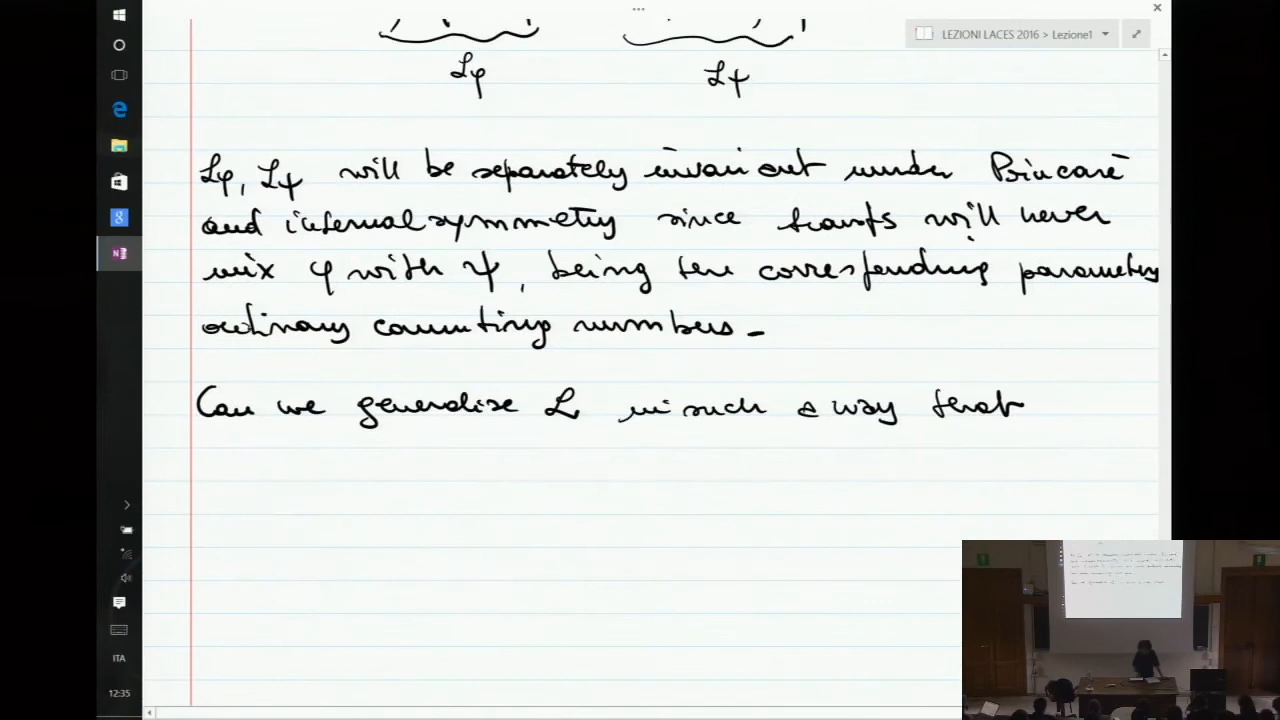 LEZIONI LACES 2016 > Lezione1
ℒφ ℒψ
ℒφ, ℒψ will be separately invariant under Poincaré
and internal symmetry since transfs will never
mix φ with ψ, being the corresponding parameters
ordinary commuting numbers -
Can we generalise ℒ in such a way that
ITA
12:35